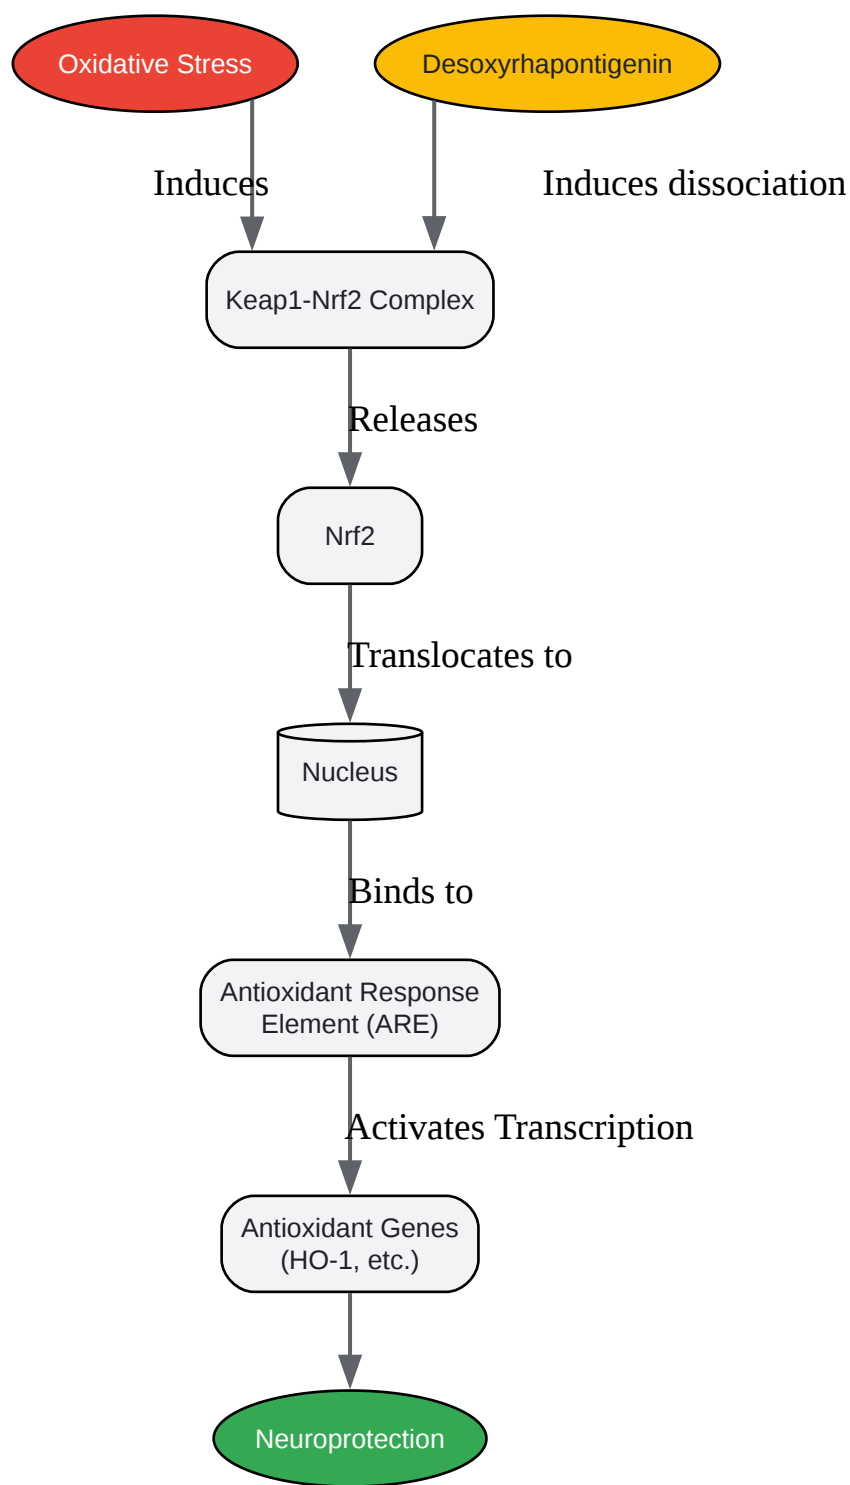 Oxidative Stress
Desoxyrhapontigenin
Induces
Induces dissociation
Keap1-Nrf2 Complex
Releases
Nrf2
Translocates to
Nucleus
Binds to
Antioxidant Response
Element (ARE)
Activates Transcription
Antioxidant Genes
(HO-1, etc.)
Neuroprotection